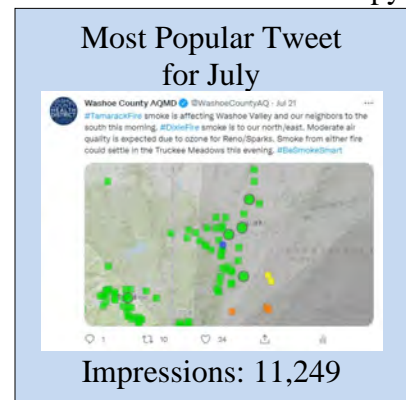 Most Popular Tweet
for July
Washoe County AQMD @WashoeCountyAQ · Jul 21
#TamarackFire smoke is affecting Washoe Valley and our neighbors to the
south this morning. #DixieFire smoke is to our north/east. Moderate air
quality is expected due to ozone for Reno/Sparks. Smoke from either fire
could settle in the Truckee Meadows this evening. #BeSmokeSmart
1 10 34
Impressions: 11,249